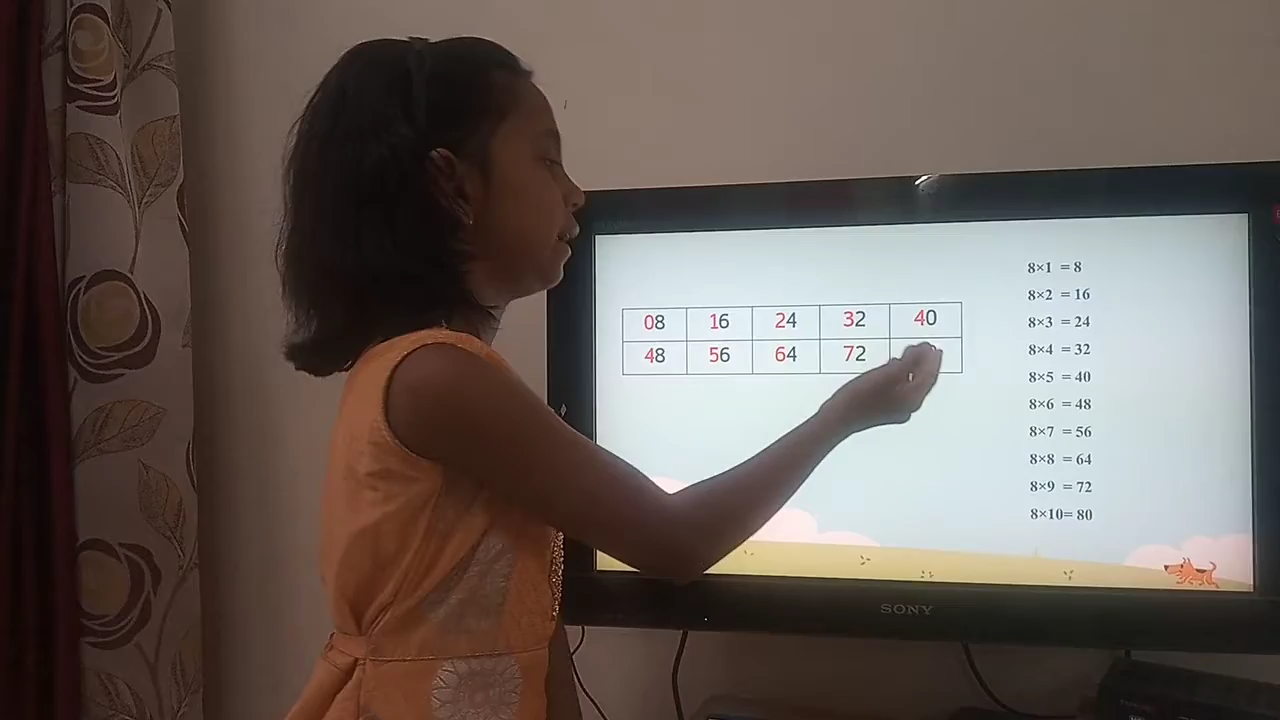 08 16 24 32 40
48 56 64 72
8×1 = 8
8×2 = 16
8×3 = 24
8×4 = 32
8×5 = 40
8×6 = 48
8×7 = 56
8×8 = 64
8×9 = 72
8×10= 80
SONY